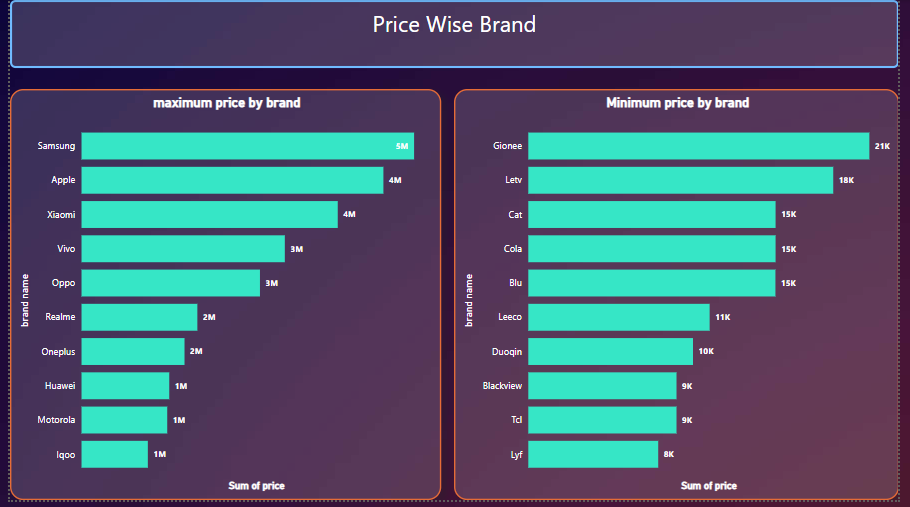 Price Wise Brand
maximum price by brand
brand name
Samsung 5M
Apple 4M
Xiaomi 4M
Vivo 3M
Oppo 3M
Realme 2M
Oneplus 2M
Huawei 1M
Motorola 1M
Iqoo 1M
Sum of price
Minimum price by brand
brand name
Gionee 21K
Letv 18K
Cat 15K
Cola 15K
Blu 15K
Leeco 11K
Duoqin 10K
Blackview 9K
Tcl 9K
Lyf 8K
Sum of price